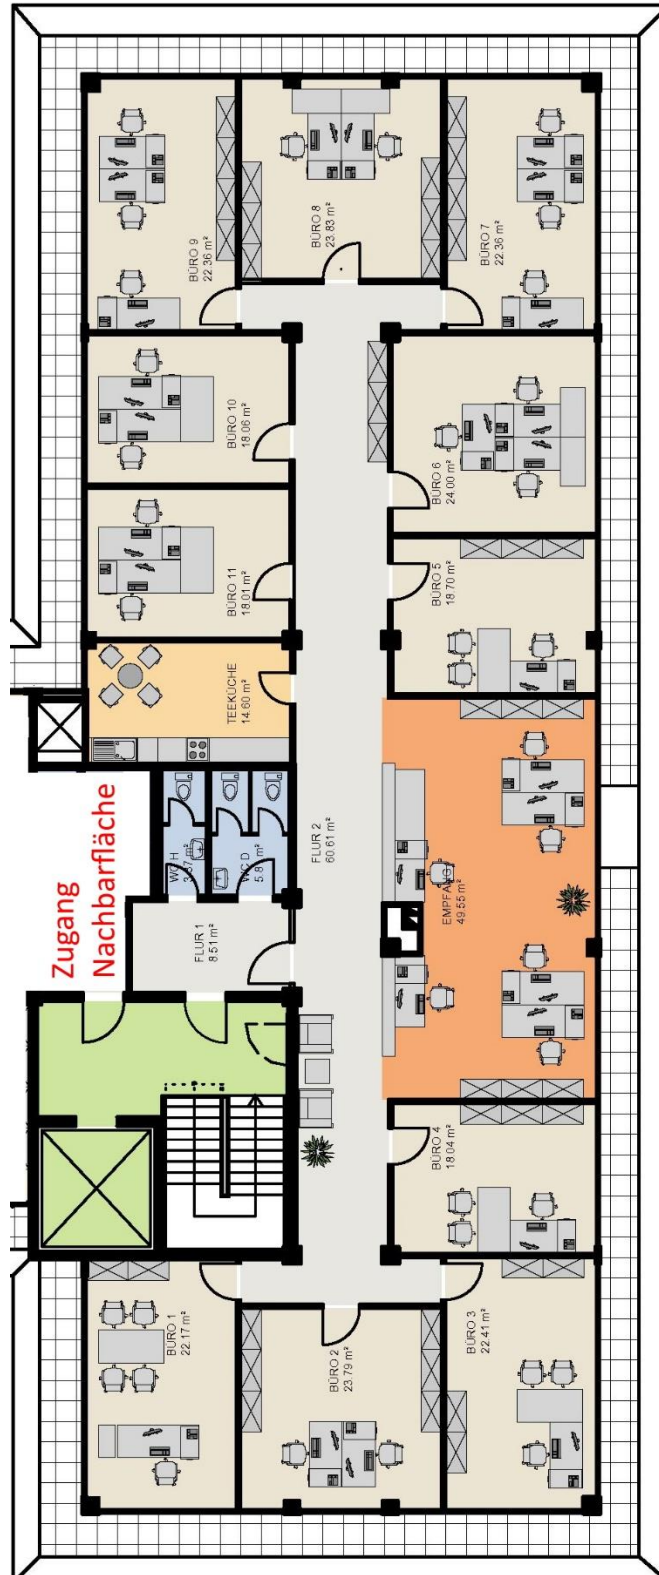 BÜRO 9
22.36 m²
BÜRO 8
23.83 m²
BÜRO 7
22.36 m²
BÜRO 10
18.06 m²
BÜRO 6
24.00 m²
BÜRO 11
18.01 m²
BÜRO 5
18.70 m²
TEEKÜCHE
14.60 m²
Zugang
Nachbarfläche
WC H
WC D
FLUR 2
60.61 m²
EMPFANG
49.55 m²
FLUR 1
8.51 m²
BÜRO 4
18.04 m²
BÜRO 1
22.17 m²
BÜRO 2
23.79 m²
BÜRO 3
22.41 m²